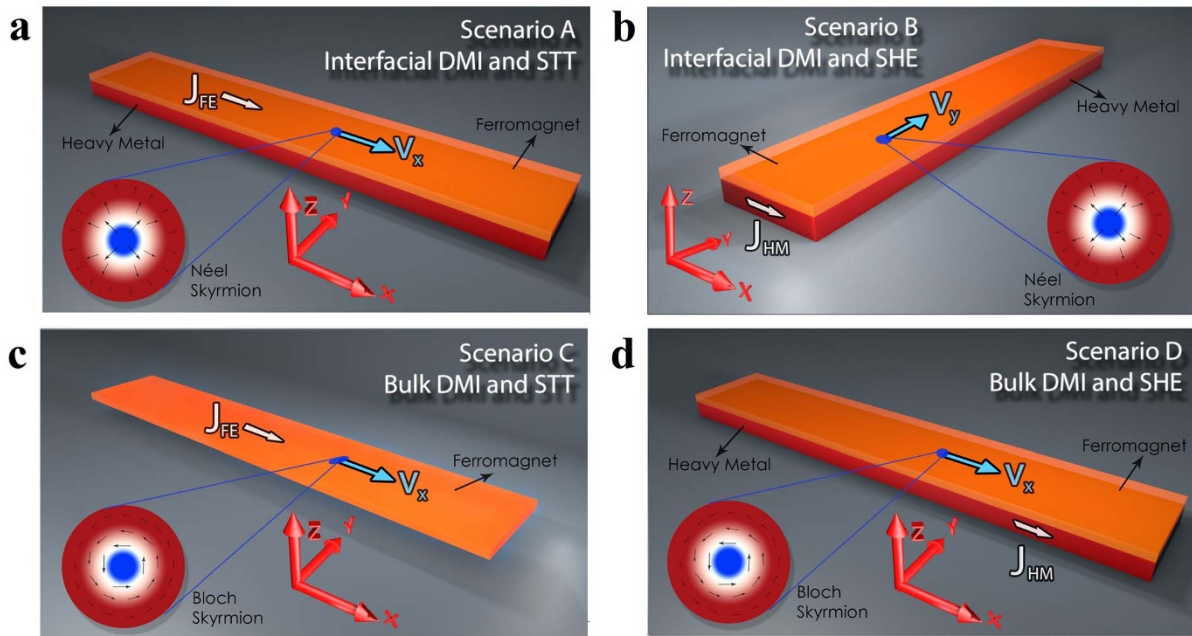 a
Scenario A
Interfacial DMI and STT
J_FE
Heavy Metal
V_x
Ferromagnet
Z
Y
X
Néel
Skyrmion
b
Scenario B
Interfacial DMI and SHE
Heavy Metal
V_y
Ferromagnet
Z
Y
X
J_HM
Néel
Skyrmion
c
Scenario C
Bulk DMI and STT
J_FE
Ferromagnet
V_x
Z
Y
X
Bloch
Skyrmion
d
Scenario D
Bulk DMI and SHE
Heavy Metal
V_x
Ferromagnet
Z
Y
X
J_HM
Bloch
Skyrmion